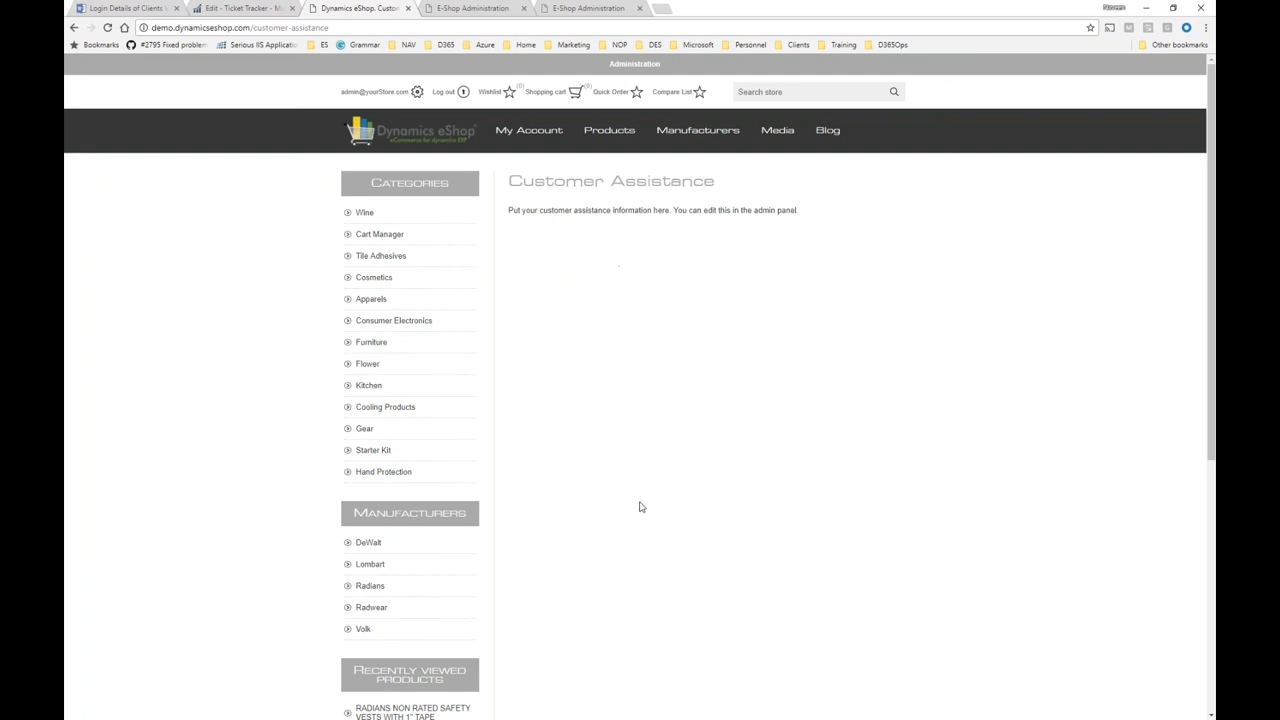 Login Details of Clients V
Edit - Ticket Tracker - Mi
Dynamics eShop. Custon
E-Shop Administration
E-Shop Administration
demo.dynamicseshop.com/customer-assistance
Bookmarks
#2795 Fixed problem
Serious IIS Applicatio
ES
Grammar
NAV
D365
Azure
Home
Marketing
NOP
DES
Microsoft
Personnel
Clients
Training
D365Ops
Other bookmarks
Administration
admin@yourStore.com
Log out
Wishlist (0)
Shopping cart (0)
Quick Order
Compare List
Search store
Dynamics eShop
eCommerce for dynamics ERP
My Account
Products
Manufacturers
Media
Blog
Categories
Wine
Cart Manager
Tile Adhesives
Cosmetics
Apparels
Consumer Electronics
Furniture
Flower
Kitchen
Cooling Products
Gear
Starter Kit
Hand Protection
Manufacturers
DeWalt
Lombart
Radians
Radwear
Volk
Recently viewed
products
RADIANS NON RATED SAFETY
VESTS WITH 1" TAPE
Customer Assistance
Put your customer assistance information here. You can edit this in the admin panel.